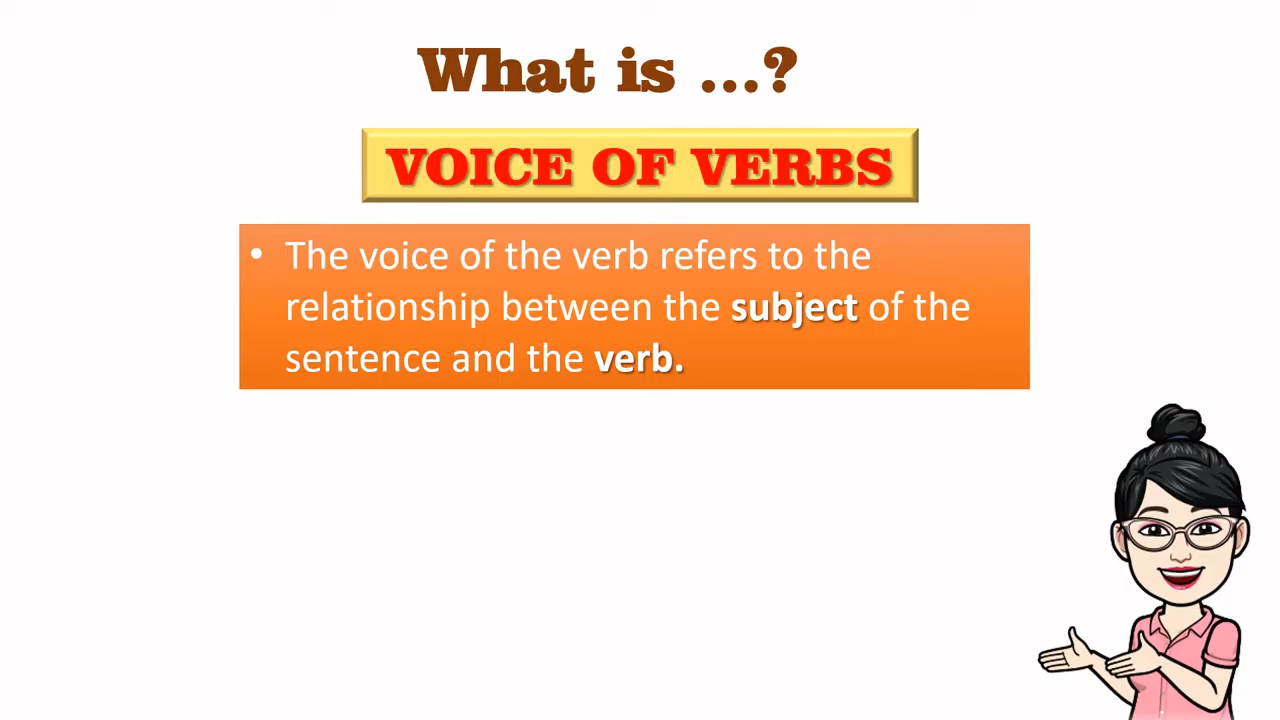 What is ...?
VOICE OF VERBS
• The voice of the verb refers to the
relationship between the subject of the
sentence and the verb.